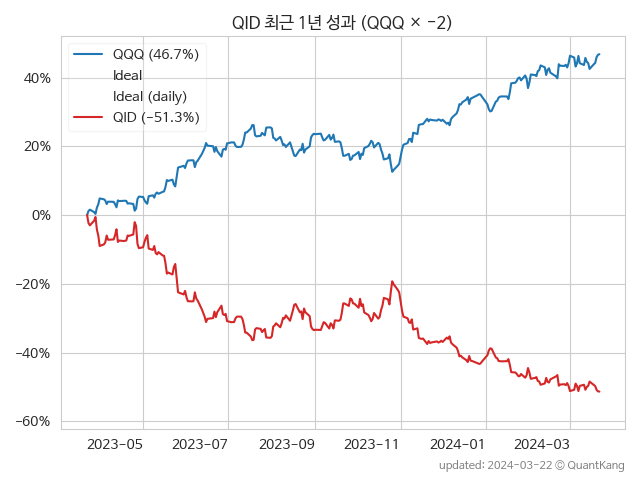 QID 최근 1년 성과 (QQQ × −2)
QQQ (46.7%)
Ideal
Ideal (daily)
QID (−51.3%)
40%
20%
0%
−20%
−40%
−60%
2023−05 2023−07 2023−09 2023−11 2024−01 2024−03
updated: 2024−03−22 © QuantKang